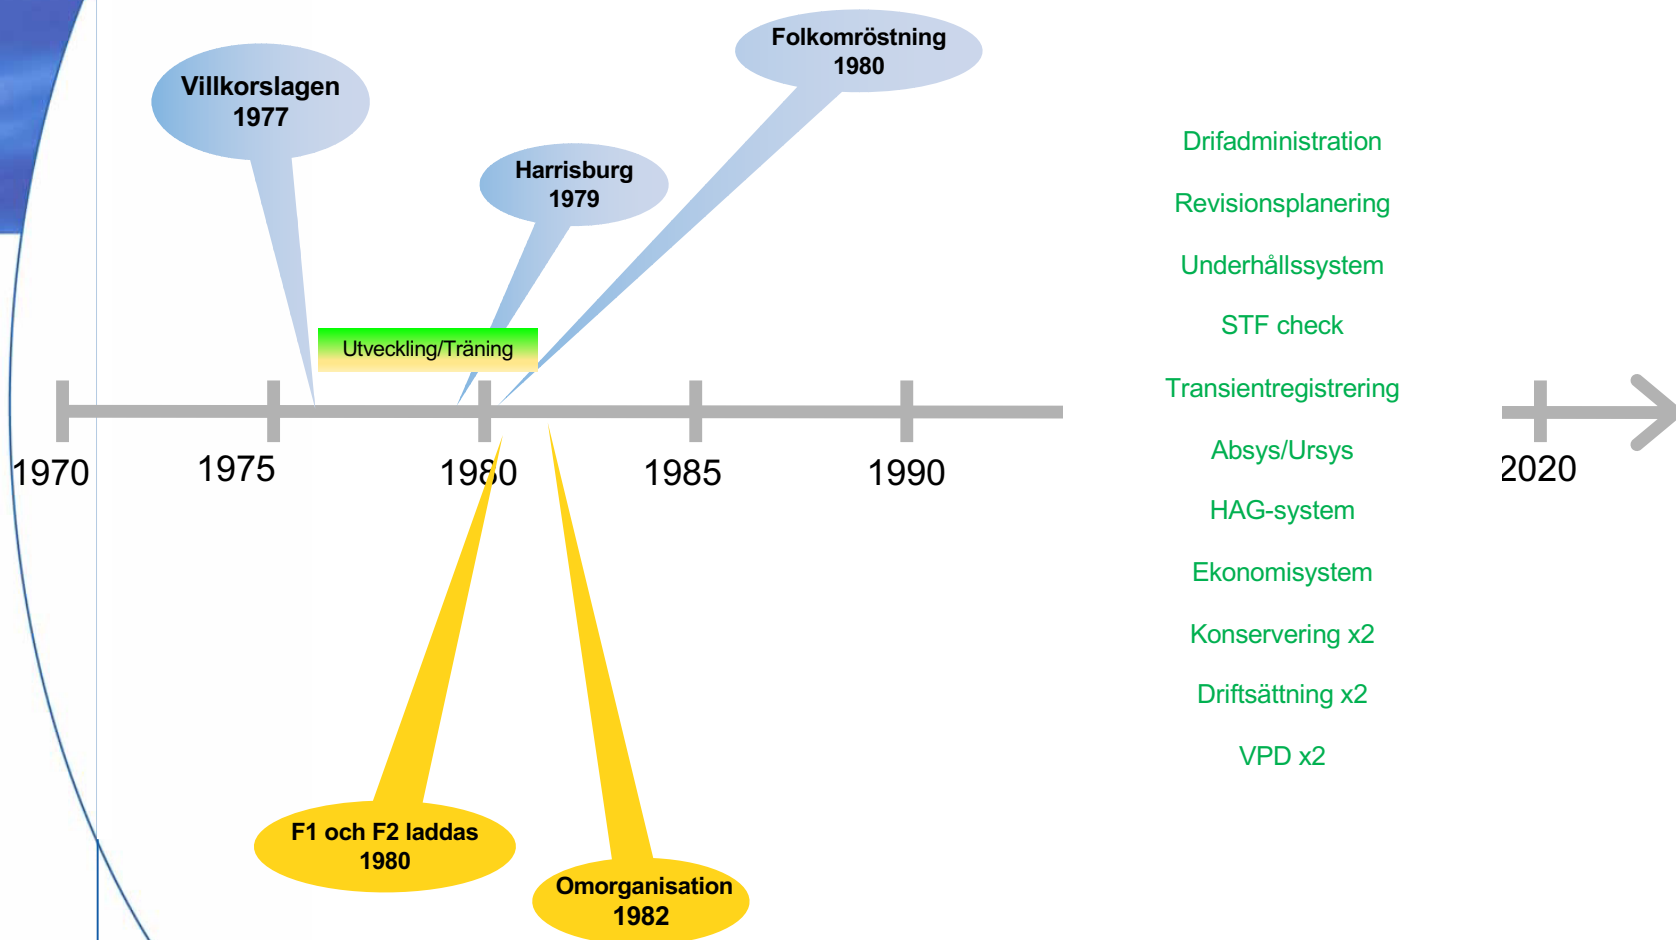 Folkomröstning
1980
Villkorslagen
1977
Harrisburg
1979
Utveckling/Träning
1970
1975
1980
1985
1990
2020
F1 och F2 laddas
1980
Omorganisation
1982
Drifadministration
Revisionsplanering
Underhållssystem
STF check
Transientregistrering
Absys/Ursys
HAG-system
Ekonomisystem
Konservering x2
Driftsättning x2
VPD x2